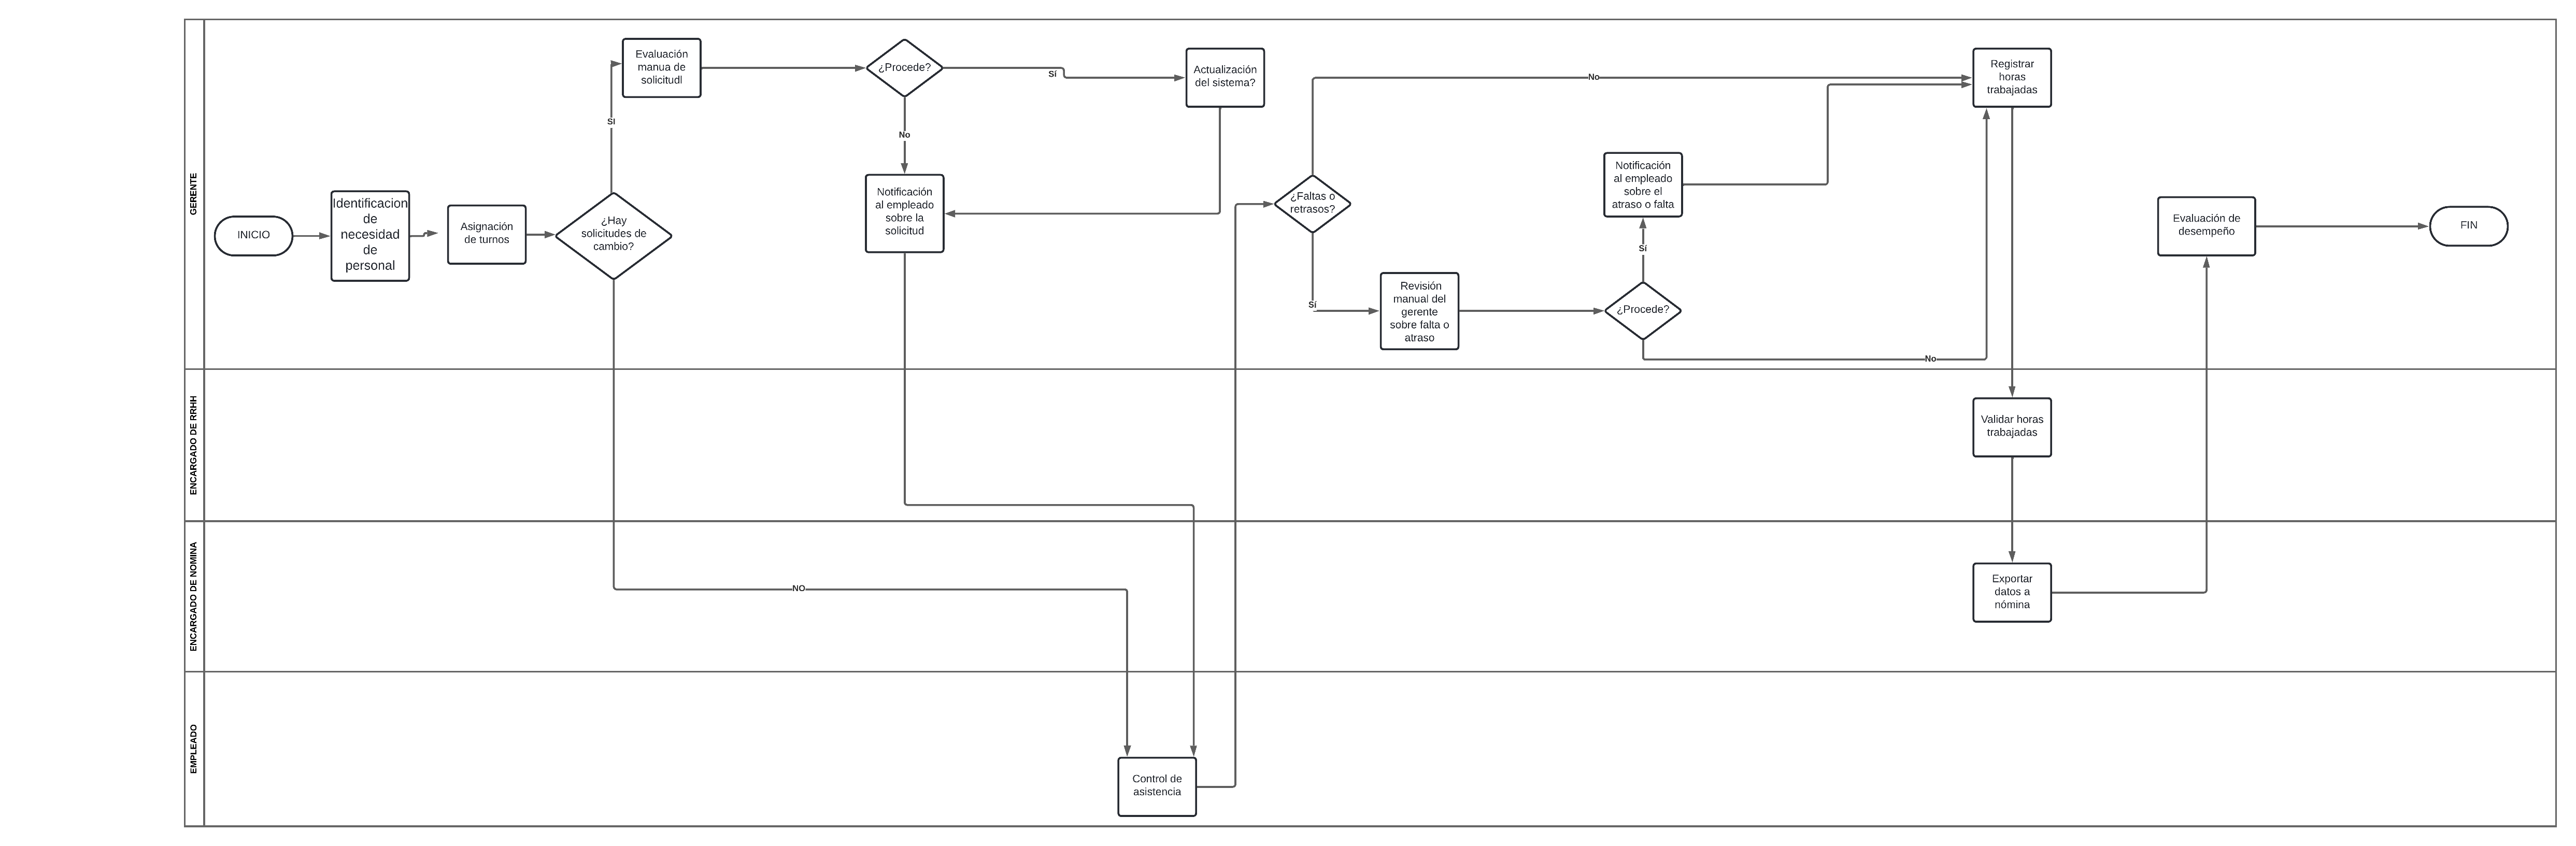 GERENTE
INICIO
Identificacion
de
necesidad
de
personal
Asignación
de turnos
¿Hay
solicitudes de
cambio?
SI
Evaluación
manua de
solicitudl
¿Procede?
Sí
No
Actualización
del sistema?
Notificación
al empleado
sobre la
solicitud
¿Faltas o
retrasos?
No
Sí
Revisión
manual del
gerente
sobre falta o
atraso
¿Procede?
Sí
No
Notificación
al empleado
sobre el
atraso o falta
Registrar
horas
trabajadas
Evaluación de
desempeño
FIN
ENCARGADO DE RRHH
Validar horas
trabajadas
ENCARGADO DE NOMINA
NO
Exportar
datos a
nómina
EMPLEADO
Control de
asistencia